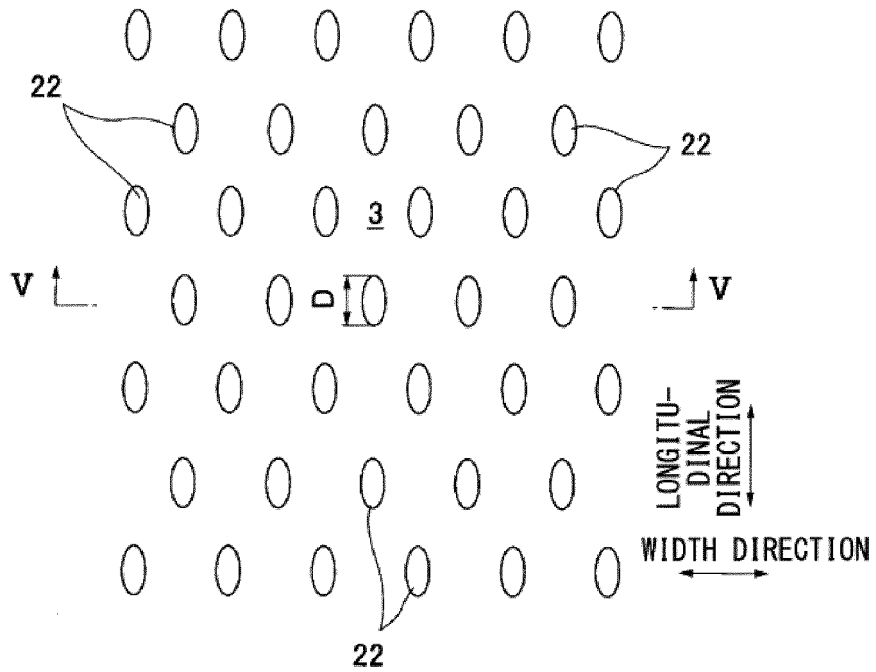 22
22
3
V
D
V
LONGITU-
DINAL
DIRECTION
WIDTH DIRECTION
22